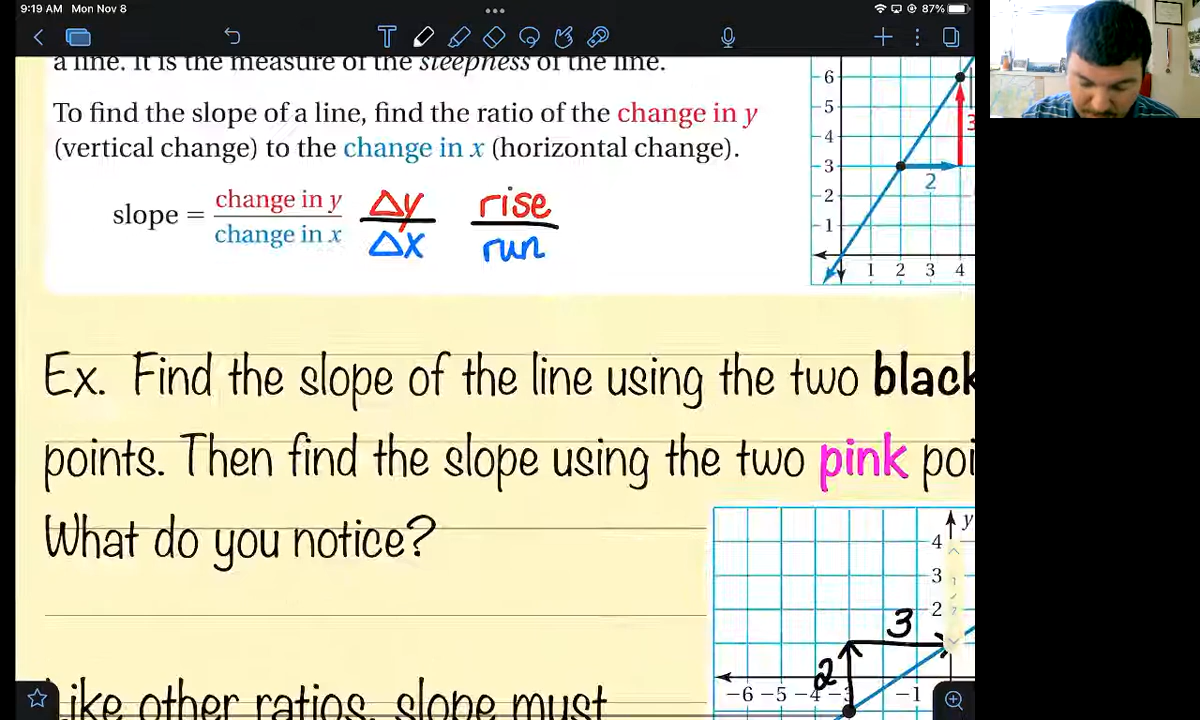 9:19 AM Mon Nov 8
87%
a line. It is the measure of the steepness of the line.
To find the slope of a line, find the ratio of the change in y
(vertical change) to the change in x (horizontal change).
slope = change in y / change in x Δy / Δx rise / run
6
5
4
3
2
1
3
2
1 2 3 4
Ex. Find the slope of the line using the two black
points. Then find the slope using the two pink poi
What do you notice?
y
4
3
2
3
2
-6 -5 -4 -3 -1
Like other ratios, slope must